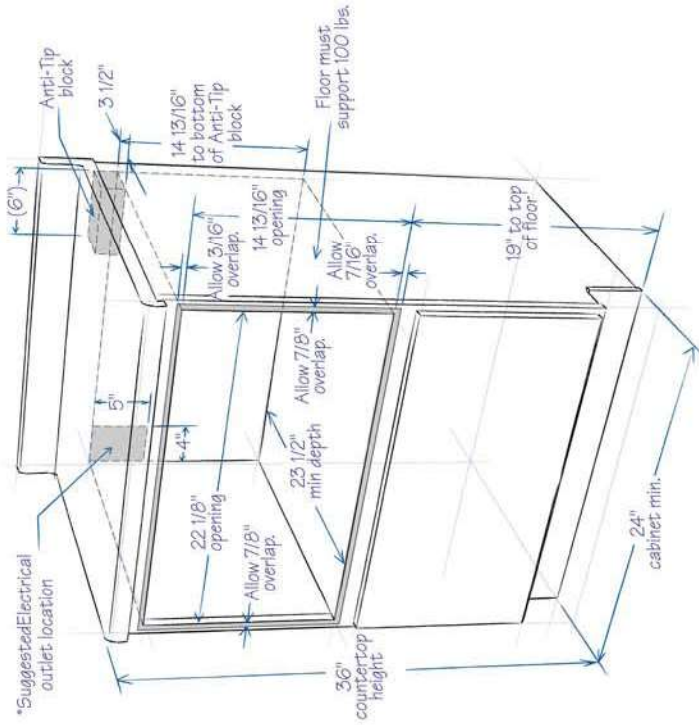 *SuggestedElectrical
outlet location
Anti-Tip
block
(6")
3 1/2"
14 13/16"
to bottom
of Anti-Tip
block
5"
4"
Allow 3/16"
overlap.
14 13/16"
opening
Floor must
support 100 lbs.
22 1/8"
opening
Allow 7/8"
overlap.
23 1/2"
min depth
Allow 7/8"
overlap.
Allow
7/16"
overlap.
19" to top
of floor
36"
countertop
height
24"
cabinet min.